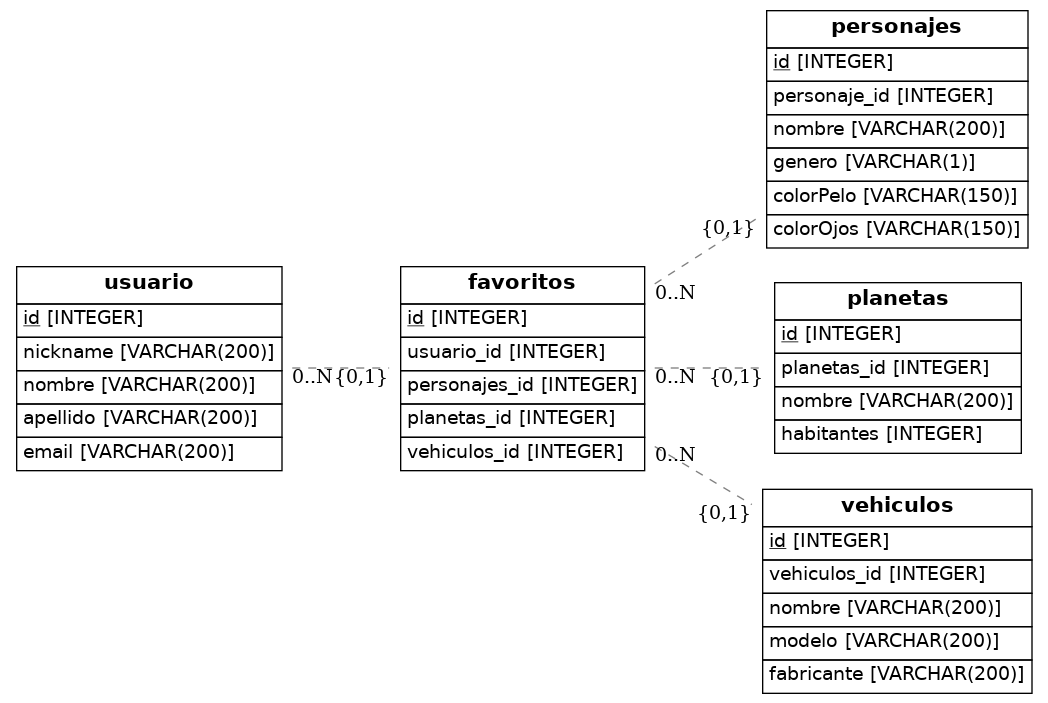 usuario
id [INTEGER]
nickname [VARCHAR(200)]
nombre [VARCHAR(200)]
apellido [VARCHAR(200)]
email [VARCHAR(200)]
0..N {0,1}
favoritos
id [INTEGER]
usuario_id [INTEGER]
personajes_id [INTEGER]
planetas_id [INTEGER]
vehiculos_id [INTEGER]
{0,1}
0..N
0..N {0,1}
0..N
{0,1}
personajes
id [INTEGER]
personaje_id [INTEGER]
nombre [VARCHAR(200)]
genero [VARCHAR(1)]
colorPelo [VARCHAR(150)]
colorOjos [VARCHAR(150)]
planetas
id [INTEGER]
planetas_id [INTEGER]
nombre [VARCHAR(200)]
habitantes [INTEGER]
vehiculos
id [INTEGER]
vehiculos_id [INTEGER]
nombre [VARCHAR(200)]
modelo [VARCHAR(200)]
fabricante [VARCHAR(200)]